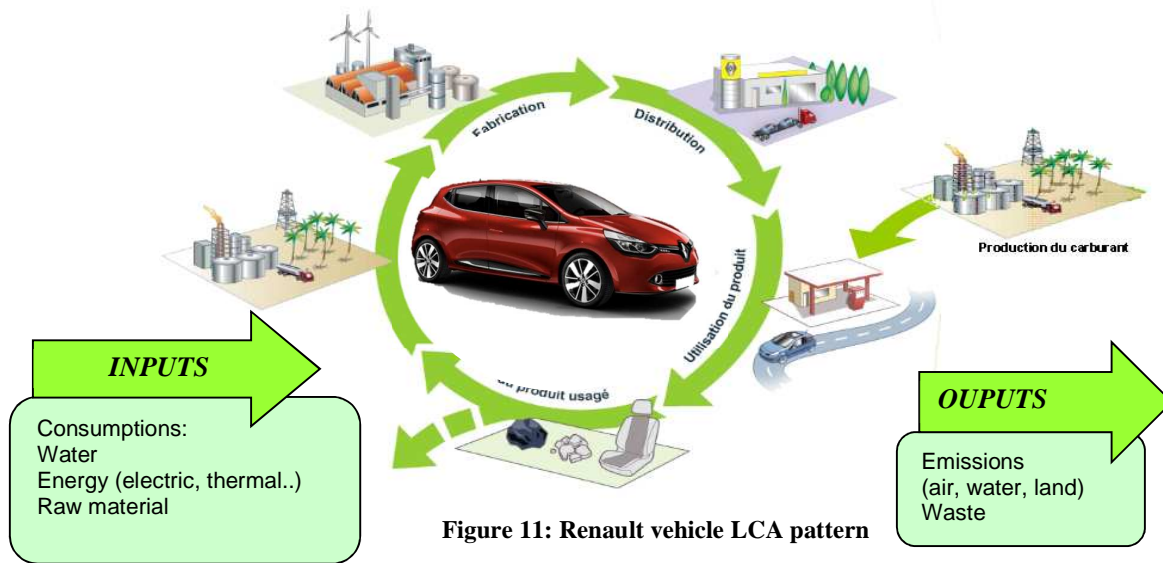 Fabrication
Distribution
Production du carburant
Utilisation du produit
produit usagé
INPUTS
Consumptions:
Water
Energy (electric, thermal..)
Raw material
OUPUTS
Emissions
(air, water, land)
Waste
Figure 11: Renault vehicle LCA pattern